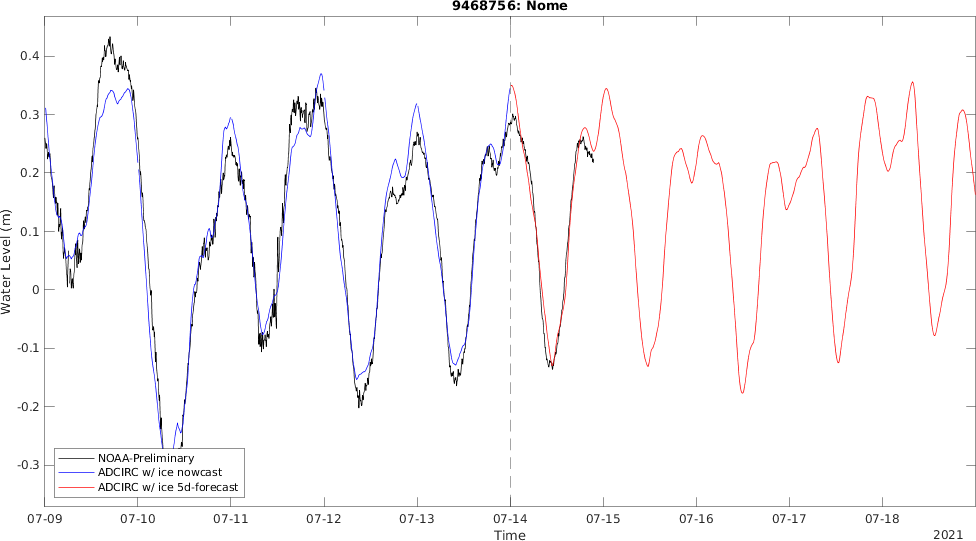 9468756: Nome
0.4
0.3
0.2
0.1
0
-0.1
-0.2
-0.3
Water Level (m)
NOAA-Preliminary
ADCIRC w/ ice nowcast
ADCIRC w/ ice 5d-forecast
07-09 07-10 07-11 07-12 07-13 07-14 07-15 07-16 07-17 07-18
Time
2021